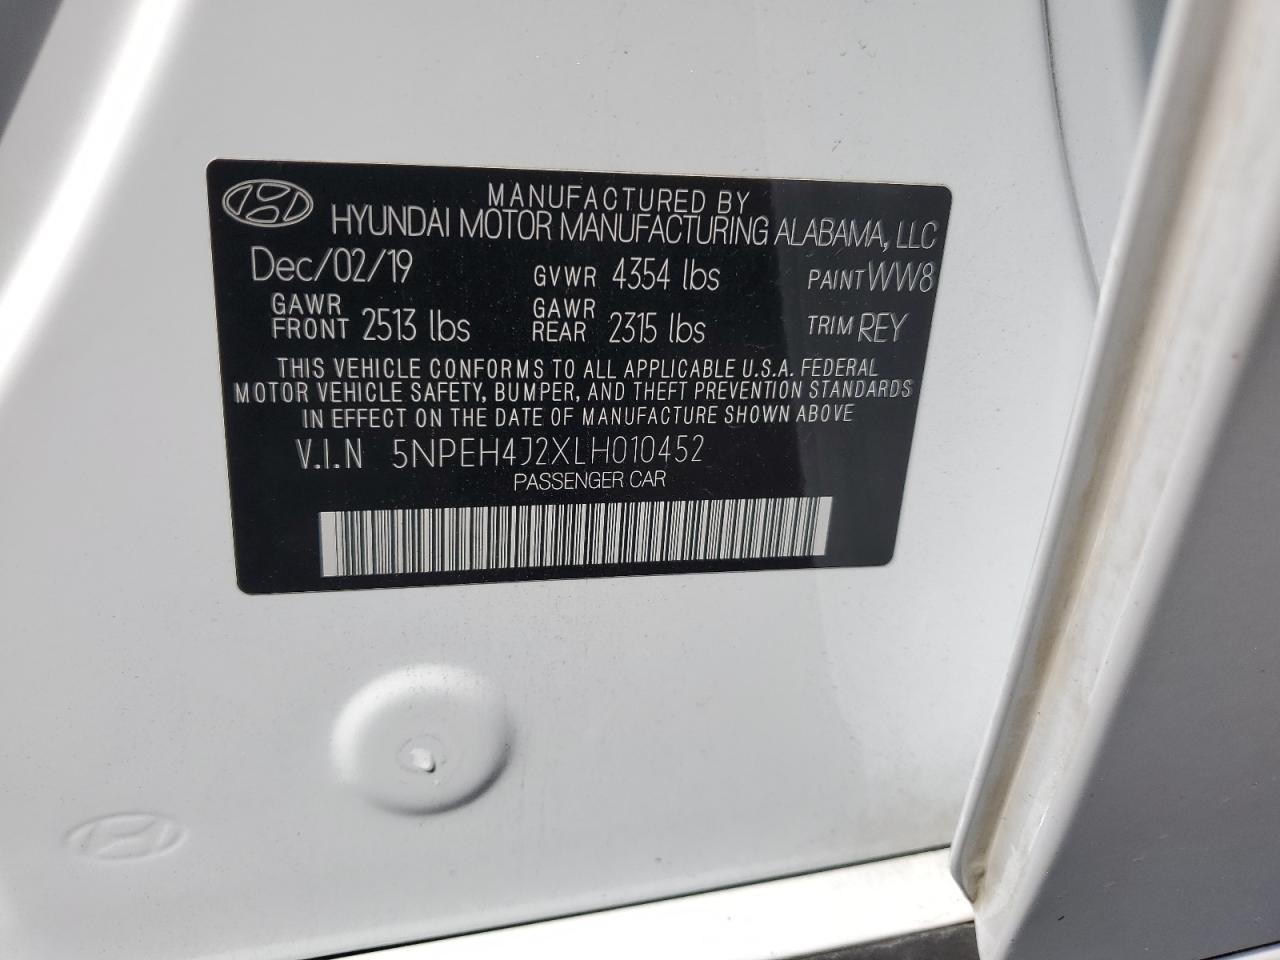 MANUFACTURED BY
HYUNDAI MOTOR MANUFACTURING ALABAMA, LLC
Dec/02/19 GVWR 4354 lbs PAINT WW8
GAWR FRONT 2513 lbs GAWR REAR 2315 lbs TRIM REY
THIS VEHICLE CONFORMS TO ALL APPLICABLE U.S.A. FEDERAL
MOTOR VEHICLE SAFETY, BUMPER, AND THEFT PREVENTION STANDARDS
IN EFFECT ON THE DATE OF MANUFACTURE SHOWN ABOVE
V.I.N 5NPEH4J2XLH010452
PASSENGER CAR